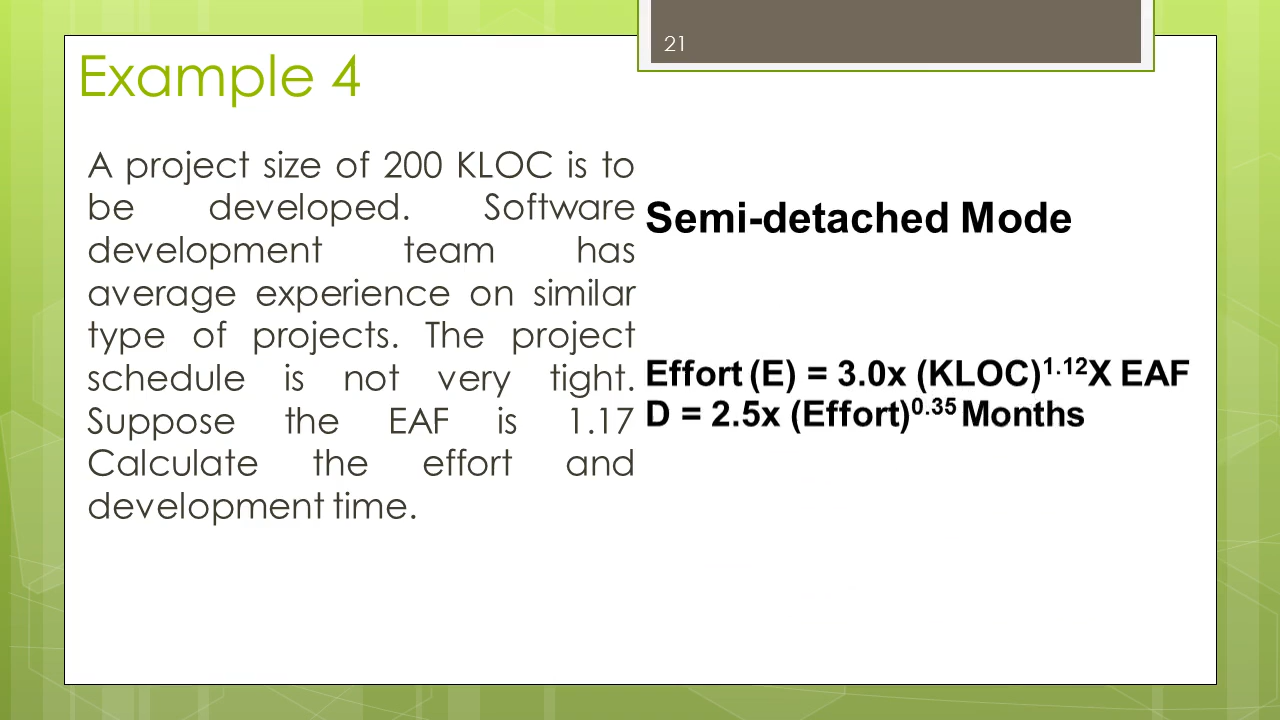 21
Example 4
A project size of 200 KLOC is to
be developed. Software
development team has
average experience on similar
type of projects. The project
schedule is not very tight.
Suppose the EAF is 1.17
Calculate the effort and
development time.
Semi-detached Mode
Effort (E) = 3.0x (KLOC)¹·¹²X EAF
D = 2.5x (Effort)⁰·³⁵ Months